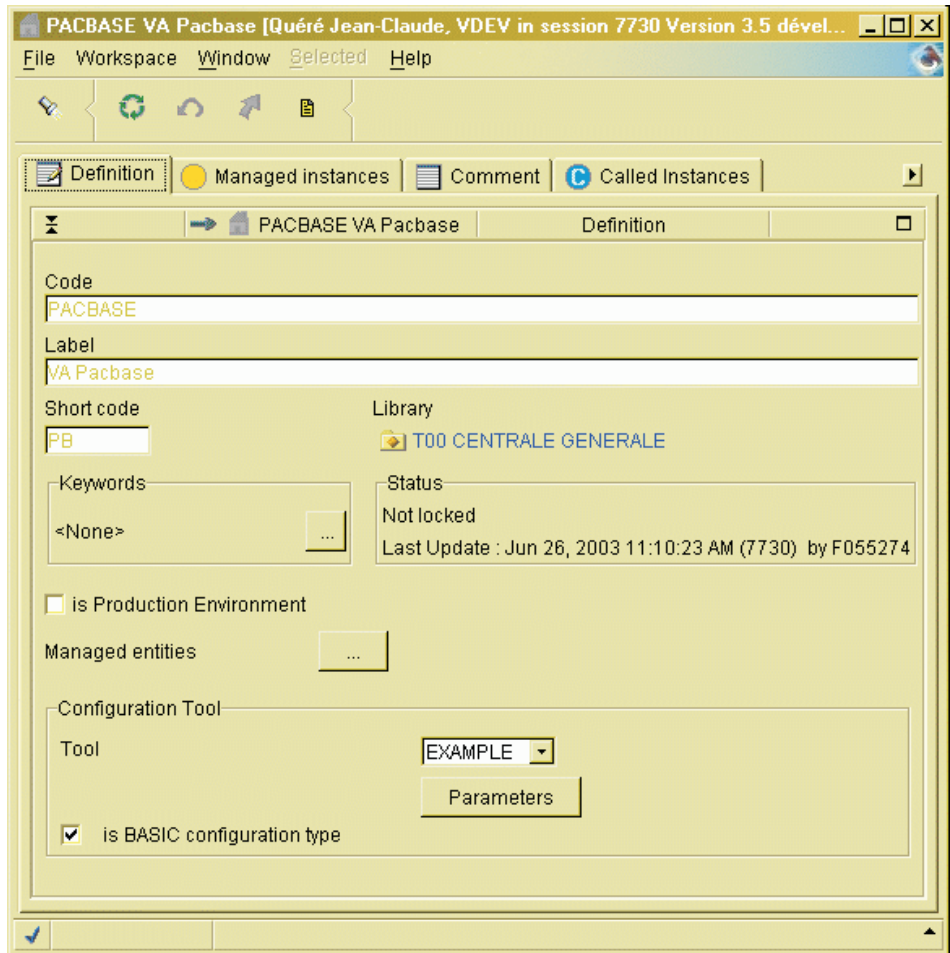 PACBASE VA Pacbase [Quéré Jean-Claude, VDEV in session 7730 Version 3.5 dével...
File Workspace Window Selected Help
Definition Managed instances Comment C Called Instances
PACBASE VA Pacbase Definition
Code
PACBASE
Label
VA Pacbase
Short code Library
PB T00 CENTRALE GENERALE
Keywords Status
<None> ... Not locked
Last Update : Jun 26, 2003 11:10:23 AM (7730) by F055274
is Production Environment
Managed entities ...
Configuration Tool
Tool EXAMPLE
Parameters
is BASIC configuration type